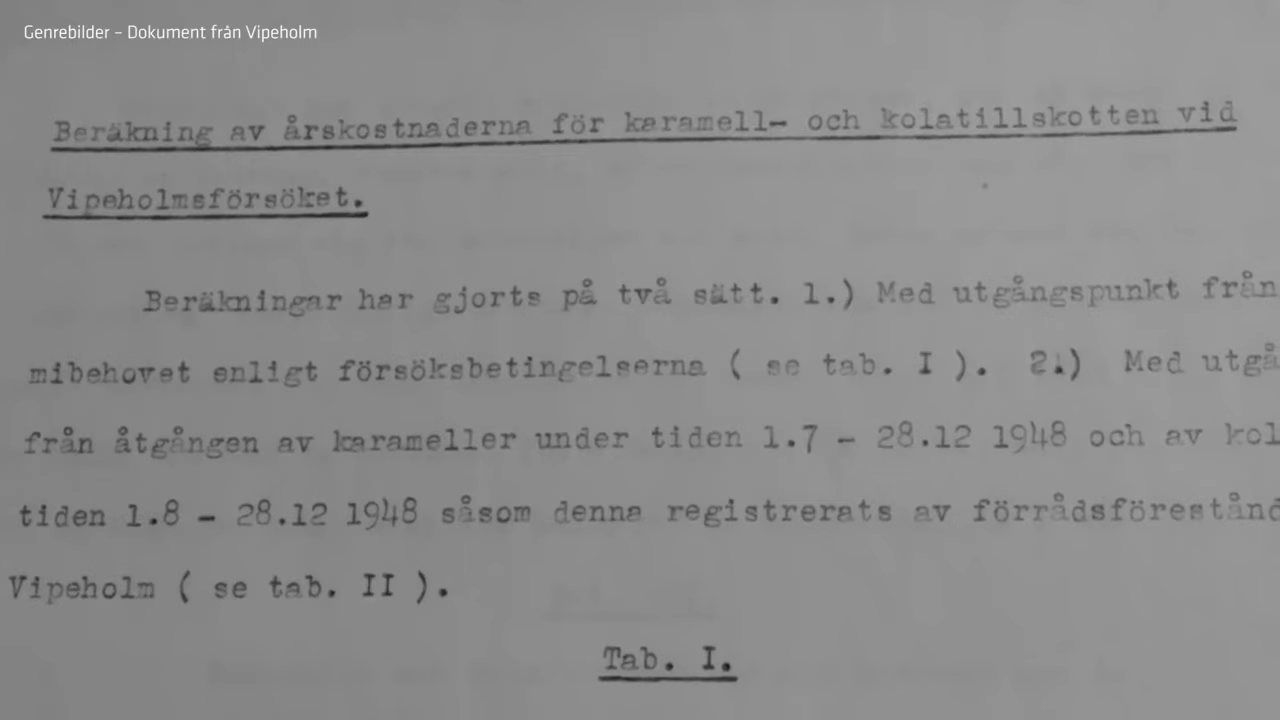 Genrebilder – Dokument från Vipeholm
Beräkning av årskostnaderna för karamell- och kolatillskotten vid
Vipeholmsförsöket.
Beräkningar har gjorts på två sätt. 1.) Med utgångspunkt från
mibehovet enligt försöksbetingelserna ( se tab. I ). 2.) Med utgå
från åtgången av karameller under tiden 1.7 - 28.12 1948 och av kol
tiden 1.8 - 28.12 1948 såsom denna registrerats av förrådsförestånd
Vipeholm ( se tab. II ).
Tab. I.